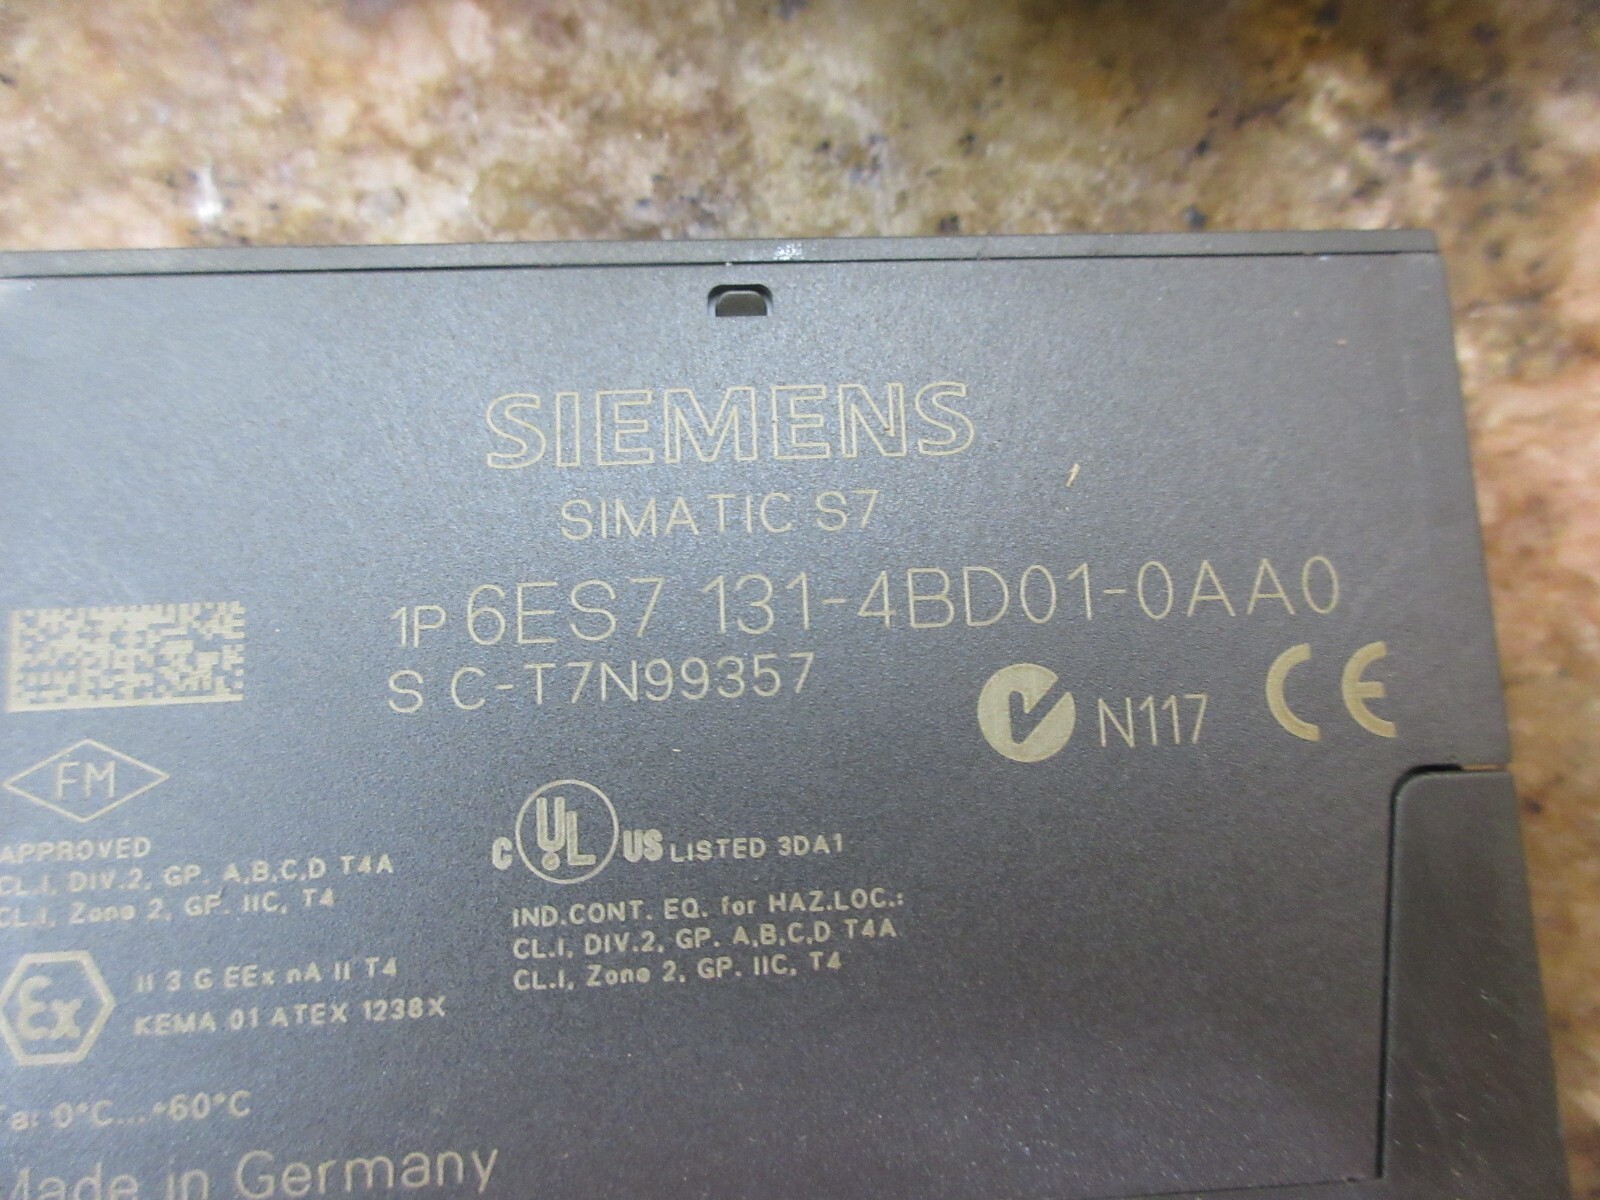 SIEMENS
SIMATIC S7
1P 6ES7 131-4BD01-0AA0
S C-T7N99357
N117 CE
FM
APPROVED
CL.I, DIV.2, GP. A,B,C,D T4A
CL.I, Zone 2, GP. IIC, T4
C UL US LISTED 3DA1
IND.CONT. EQ. for HAZ.LOC.:
CL.I, DIV.2, GP. A,B,C,D T4A
CL.I, Zone 2, GP. IIC, T4
Ex
II 3 G EEx nA II T4
KEMA 01 ATEX 1238X
Ta: 0°C...+60°C
Made in Germany